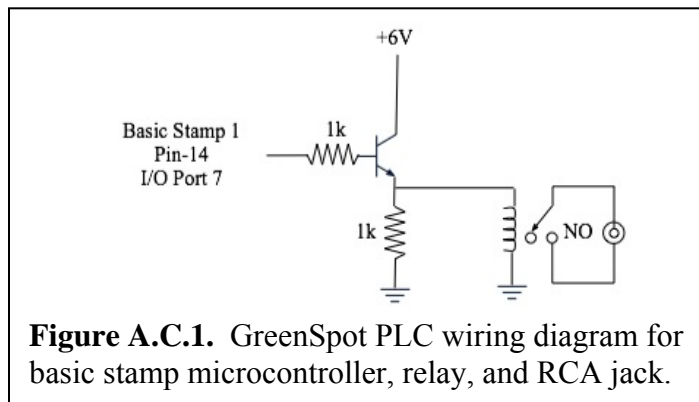 +6V
Basic Stamp 1
Pin-14
I/O Port 7
1k
1k
NO
Figure A.C.1. GreenSpot PLC wiring diagram for
basic stamp microcontroller, relay, and RCA jack.